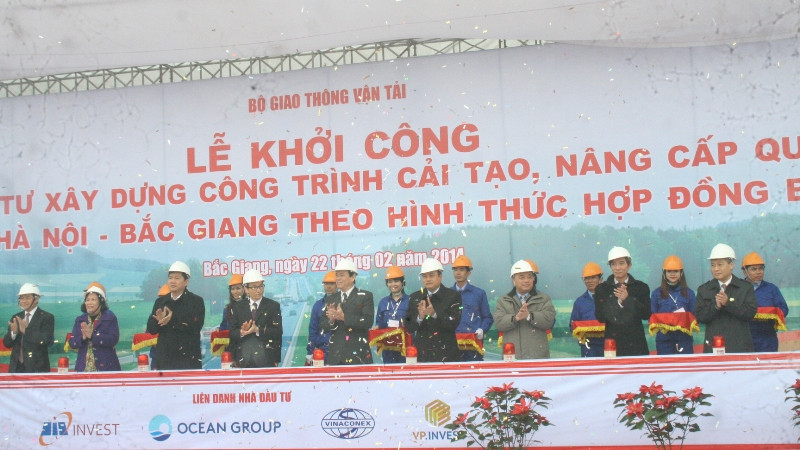 BỘ GIAO THÔNG VẬN TẢI
LỄ KHỞI CÔNG
TƯ XÂY DỰNG CÔNG TRÌNH CẢI TẠO, NÂNG CẤP QU
HÀ NỘI - BẮC GIANG THEO HÌNH THỨC HỢP ĐỒNG B
Bắc Giang, ngày 22 tháng 02 năm 2014
LIÊN DANH NHÀ ĐẦU TƯ
INVEST
OCEAN GROUP
VINACONEX
VP.INVEST